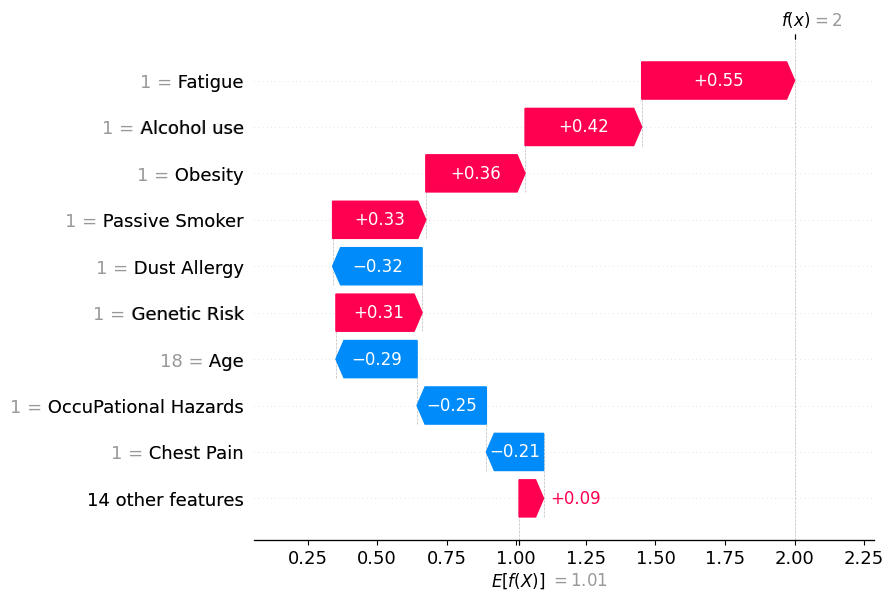 f(x) = 2
1 = Fatigue +0.55
1 = Alcohol use +0.42
1 = Obesity +0.36
1 = Passive Smoker +0.33
1 = Dust Allergy −0.32
1 = Genetic Risk +0.31
18 = Age −0.29
1 = OccuPational Hazards −0.25
1 = Chest Pain −0.21
14 other features +0.09
0.25 0.50 0.75 1.00 1.25 1.50 1.75 2.00 2.25
E[f(X)] = 1.01